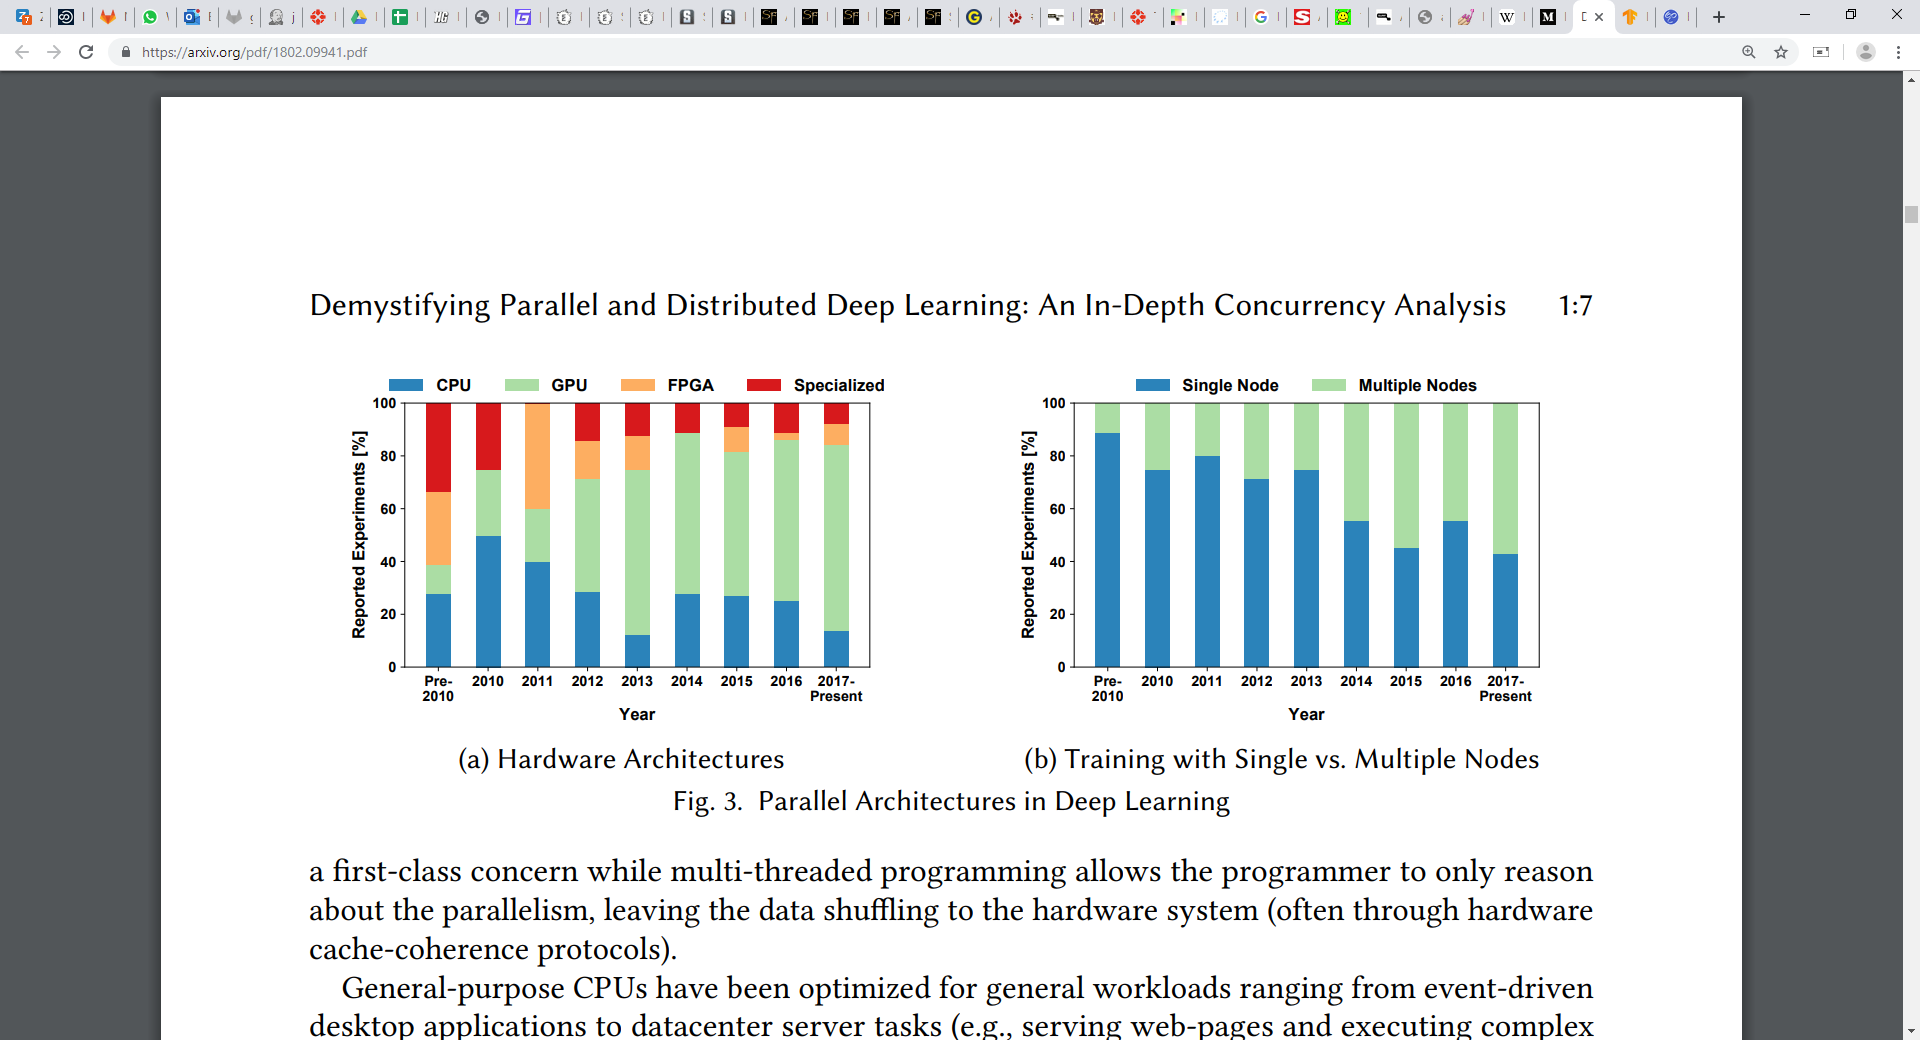 https://arxiv.org/pdf/1802.09941.pdf
Demystifying Parallel and Distributed Deep Learning: An In-Depth Concurrency Analysis 1:7
CPU GPU FPGA Specialized
100
80
60
40
20
0
Reported Experiments [%]
Pre-2010 2010 2011 2012 2013 2014 2015 2016 2017-Present
Year
(a) Hardware Architectures
Single Node Multiple Nodes
100
80
60
40
20
0
Reported Experiments [%]
Pre-2010 2010 2011 2012 2013 2014 2015 2016 2017-Present
Year
(b) Training with Single vs. Multiple Nodes
Fig. 3. Parallel Architectures in Deep Learning
a first-class concern while multi-threaded programming allows the programmer to only reason
about the parallelism, leaving the data shuffling to the hardware system (often through hardware
cache-coherence protocols).
General-purpose CPUs have been optimized for general workloads ranging from event-driven
desktop applications to datacenter server tasks (e.g., serving web-pages and executing complex